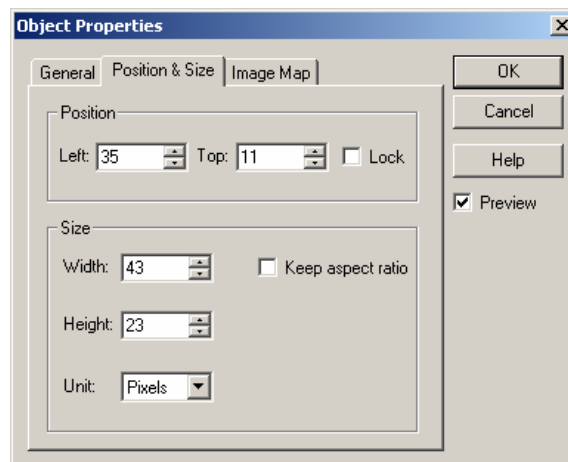 Object Properties
General Position & Size Image Map
Position
Left: 35 Top: 11 Lock
Size
Width: 43 Keep aspect ratio
Height: 23
Unit: Pixels
OK
Cancel
Help
Preview